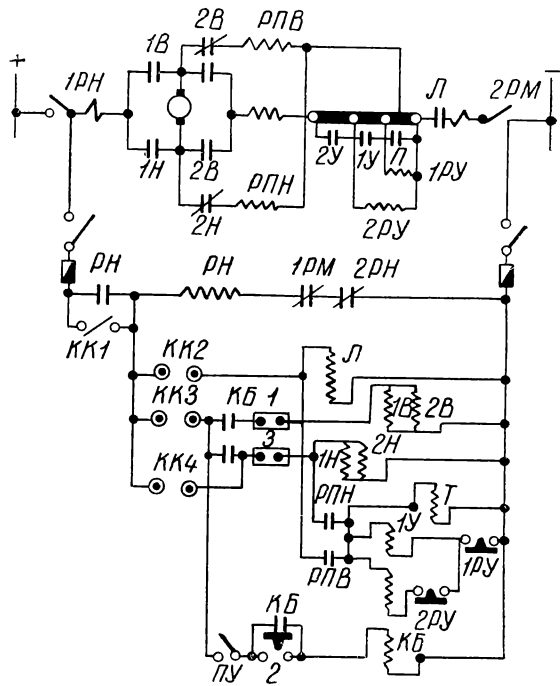 2В
РПВ
1В
+
1РН
–
Л
2РМ
1Н
2В
2У
1У
П
РПН
1РУ
2Н
2РУ
РН
РН
1РМ
2РН
КК1
КК2
Л
КК3
КБ
1
1В
2В
3
2Н
КК4
1Н
РПН
Т
1У
РПВ
1РУ
КБ
2РУ
КБ
ПУ
2